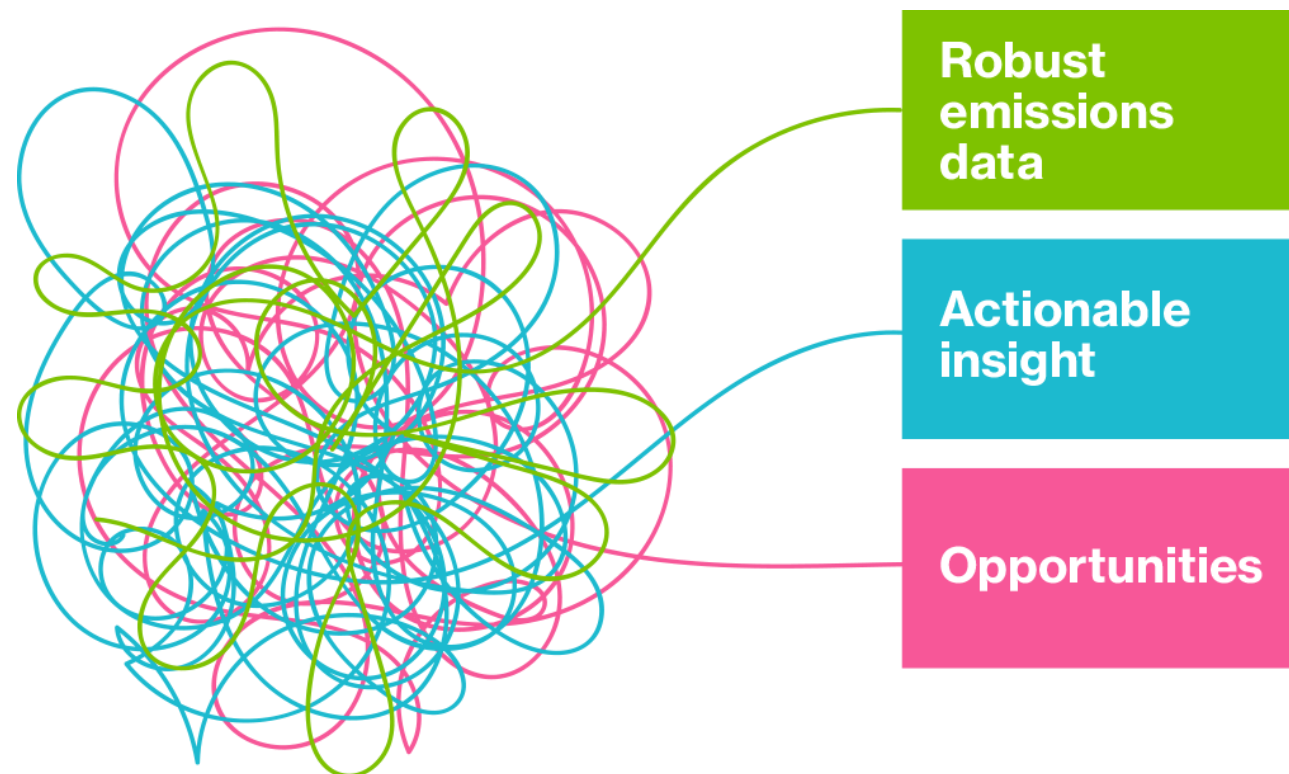 Robust
emissions
data
Actionable
insight
Opportunities